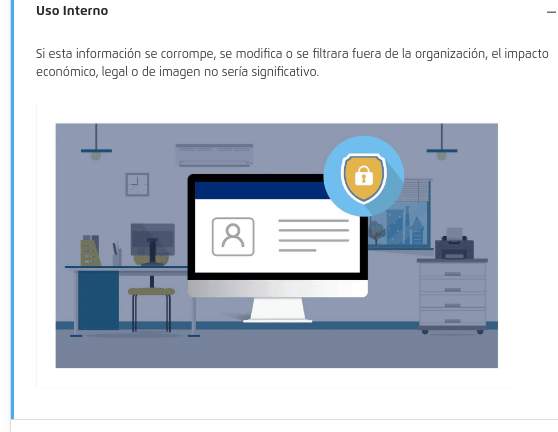 Uso Interno
Si esta información se corrompe, se modifica o se filtrara fuera de la organización, el impacto
económico, legal o de imagen no sería significativo.